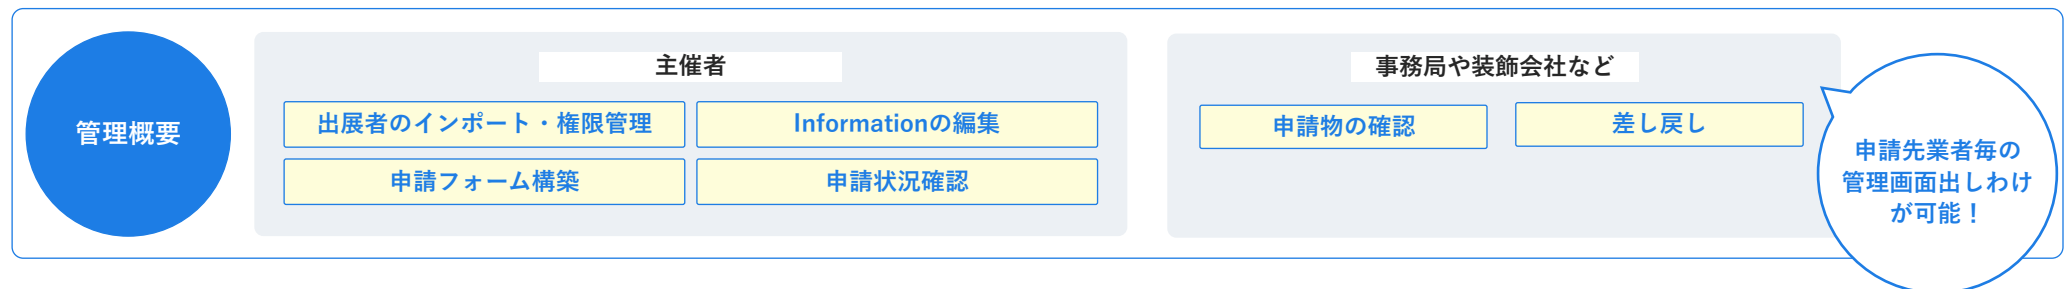 管理概要
主催者
出展者のインポート・権限管理
Informationの編集
申請フォーム構築
申請状況確認
事務局や装飾会社など
申請物の確認
差し戻し
申請先業者毎の
管理画面出しわけ
が可能！